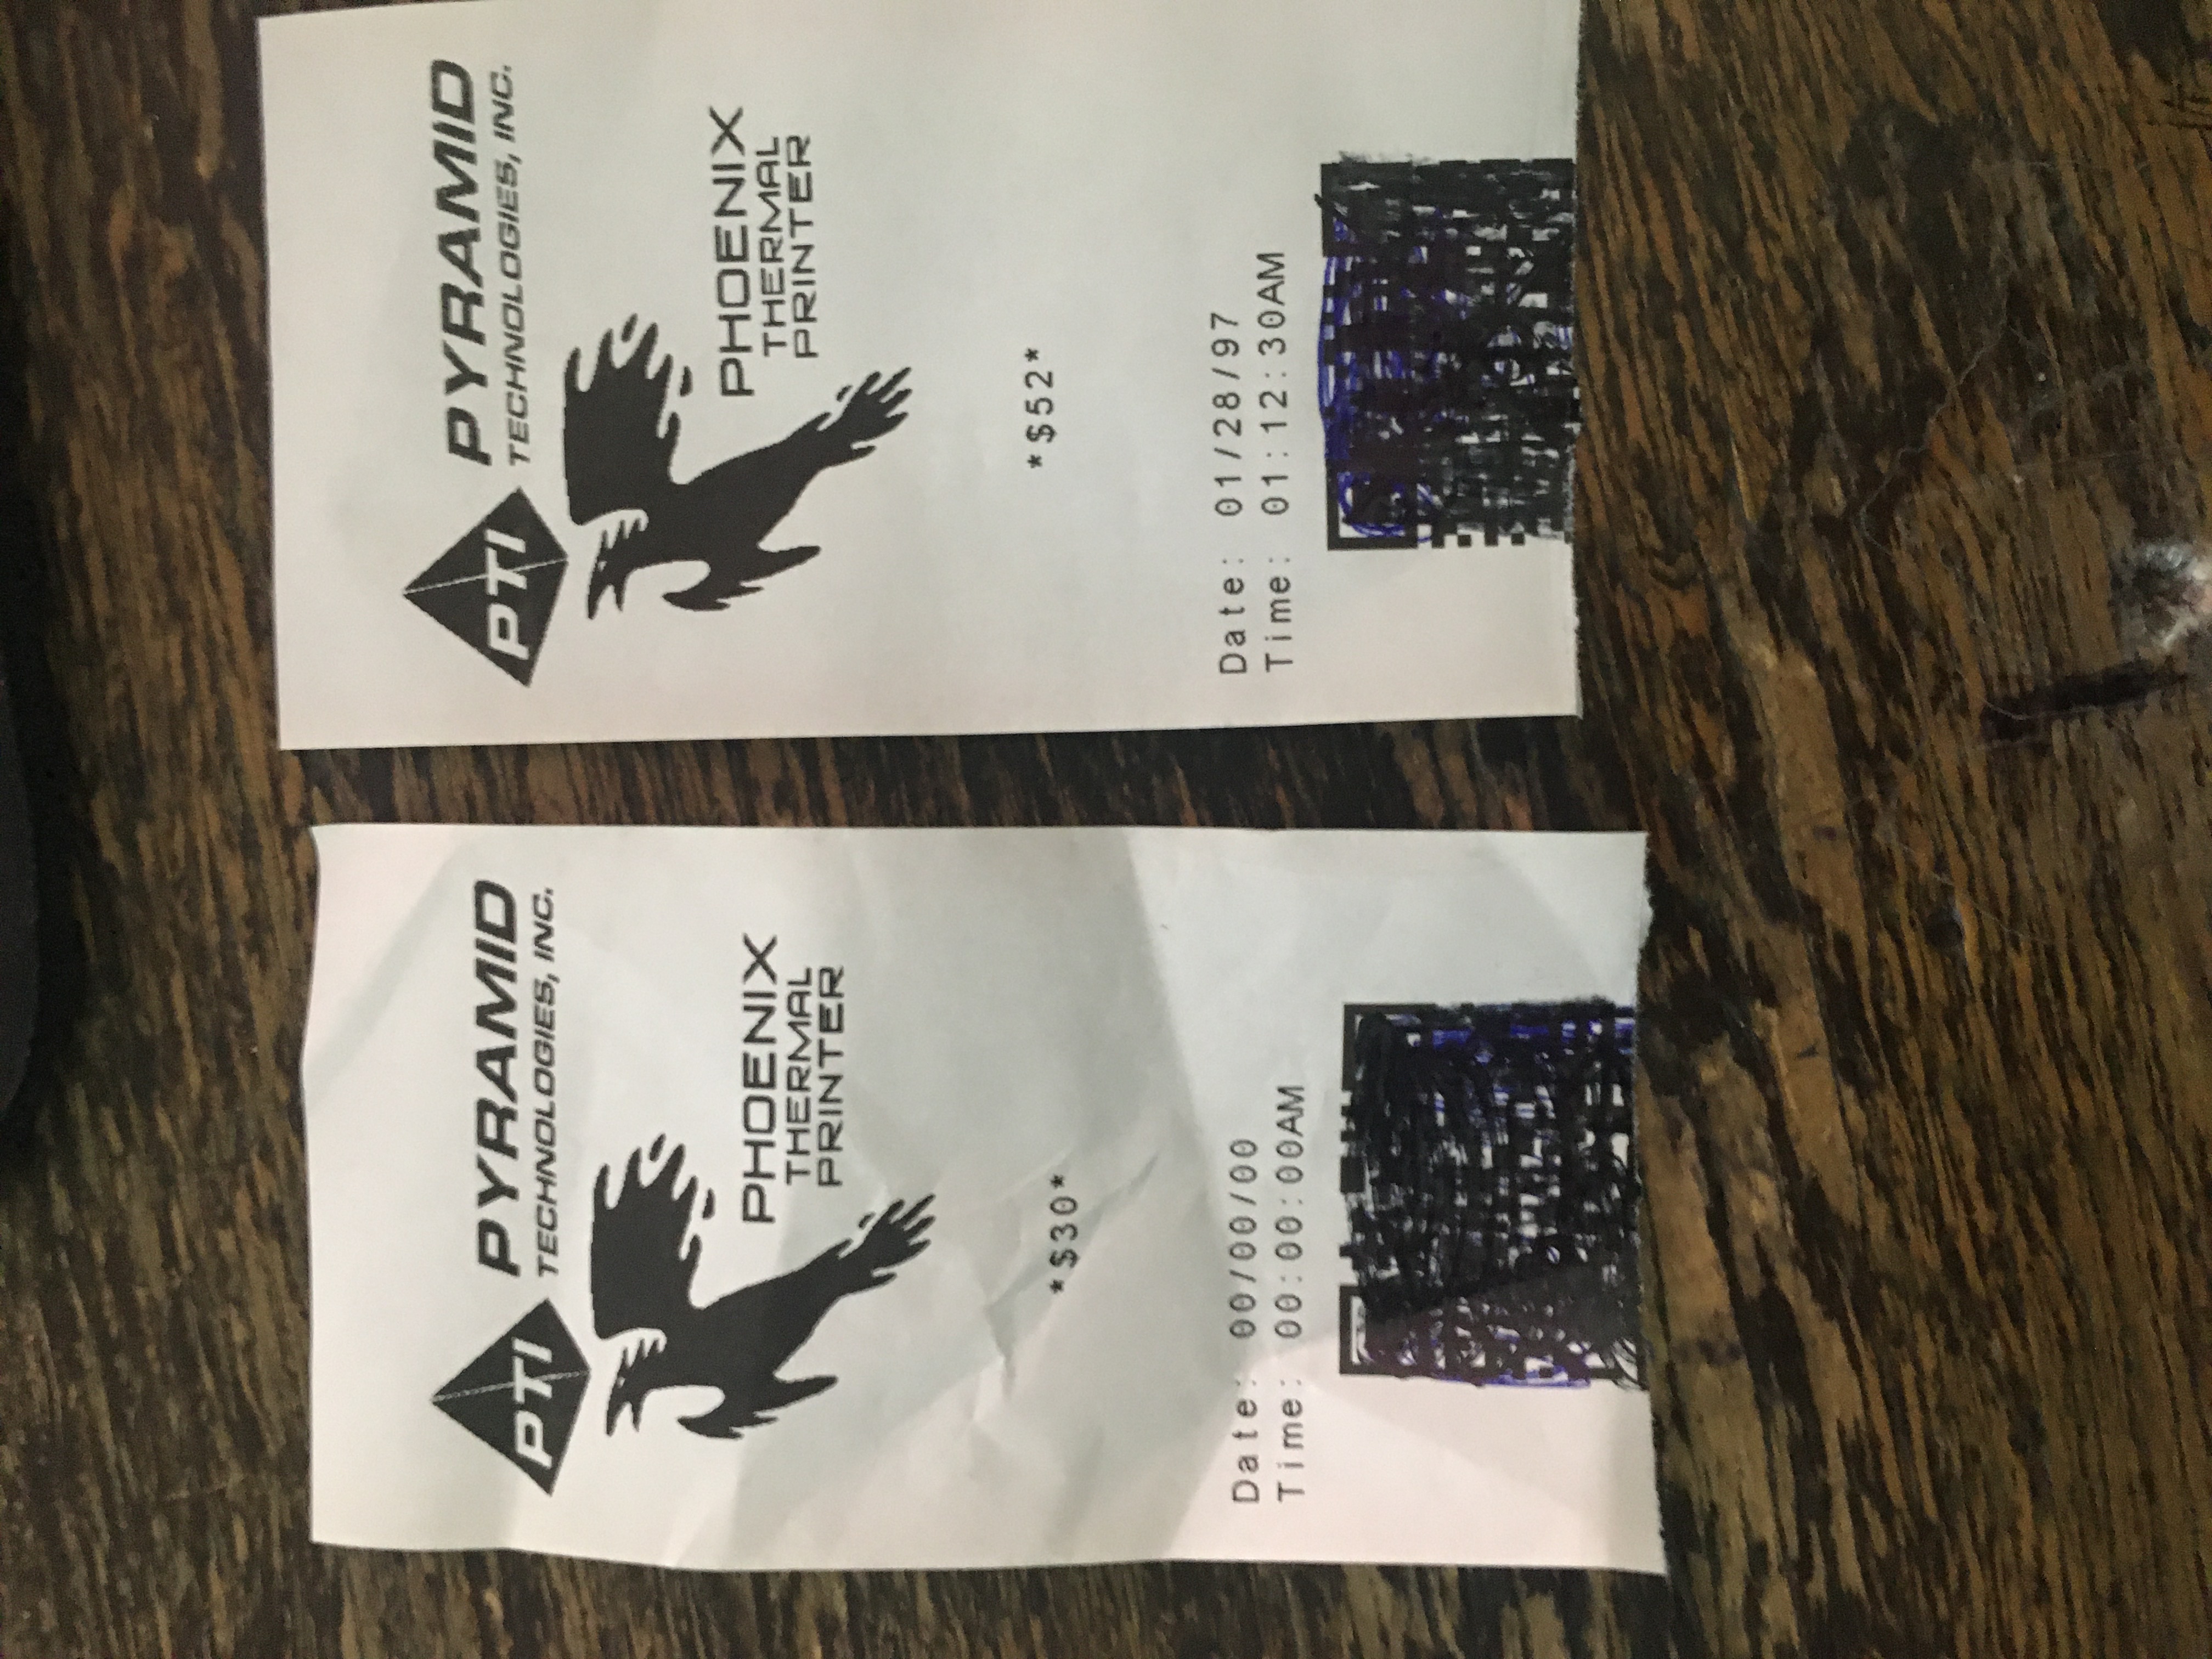 PTI
PYRAMID
TECHNOLOGIES, INC.
PHOENIX
THERMAL
PRINTER
*$30*
Date: 00/00/00
Time: 00:00:00AM
PTI
PYRAMID
TECHNOLOGIES, INC.
PHOENIX
THERMAL
PRINTER
*$52*
Date: 01/28/97
Time: 01:12:30AM